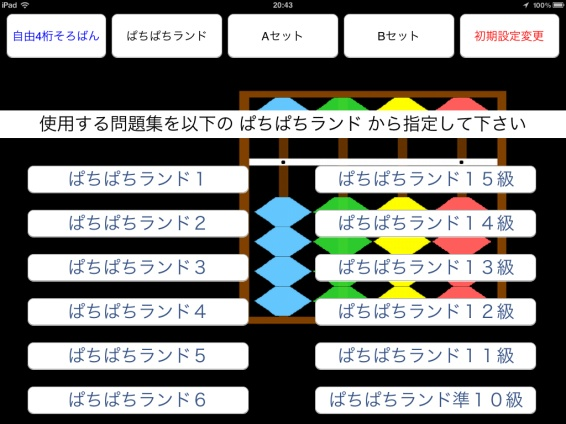 iPad
20:43
100%
自由4桁そろばん
ぱちぱちランド
Aセット
Bセット
初期設定変更
使用する問題集を以下の ぱちぱちランド から指定して下さい
ぱちぱちランド１
ぱちぱちランド１５級
ぱちぱちランド２
ぱちぱちランド１４級
ぱちぱちランド３
ぱちぱちランド１３級
ぱちぱちランド４
ぱちぱちランド１２級
ぱちぱちランド５
ぱちぱちランド１１級
ぱちぱちランド６
ぱちぱちランド準１０級